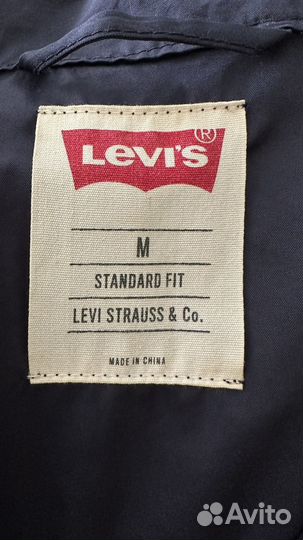 LEVI'S ®
M
STANDARD FIT
LEVI STRAUSS & Co.
MADE IN CHINA
Avito